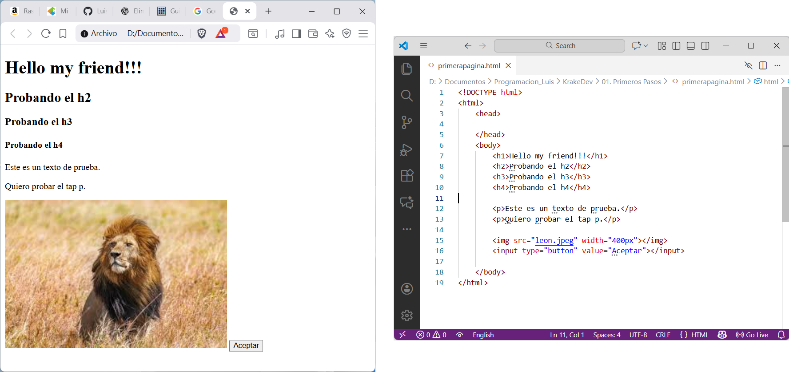 Archivo D:/Documento...
Hello my friend!!!
Probando el h2
Probando el h3
Probando el h4
Este es un texto de prueba.
Quiero probar el tap p.
Aceptar
Search
primerapagina.html
D: > Documentos > Programacion_Luis > KrakeDev > 01. Primeros Pasos > primerapagina.html > html >
1 <!DOCTYPE html>
2 <html>
3 <head>
4
5 </head>
6 <body>
7 <h1>Hello my friend!!!</h1>
8 <h2>Probando el h2</h2>
9 <h3>Probando el h3</h3>
10 <h4>Probando el h4</h4>
11
12 <p>Este es un texto de prueba.</p>
13 <p>Quiero probar el tap p.</p>
14
15 <img src="leon.jpeg" width="400px"></img>
16 <input type="button" value="Aceptar"></input>
17
18 </body>
19 </html>
0 0 English Ln 11, Col 1 Spaces: 4 UTF-8 CRLF {} HTML Go Live